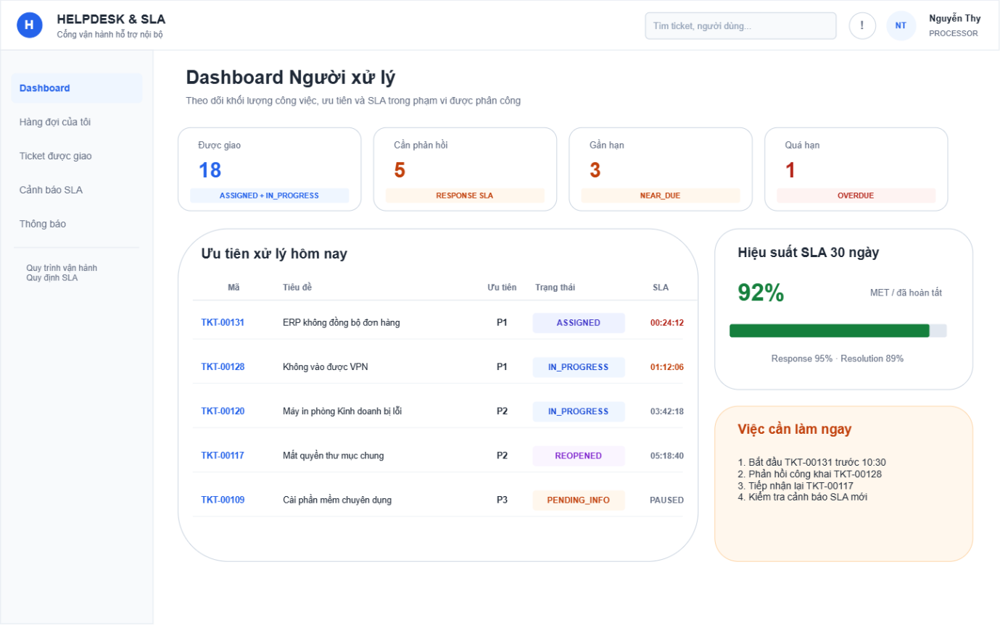 H
HELPDESK & SLA
Cổng vận hành hỗ trợ nội bộ
Tìm ticket, người dùng...
!
NT
Nguyễn Thy
PROCESSOR
Dashboard
Hàng đợi của tôi
Ticket được giao
Cảnh báo SLA
Thông báo
Quy trình vận hành
Quy định SLA
Dashboard Người xử lý
Theo dõi khối lượng công việc, ưu tiên và SLA trong phạm vi được phân công
Được giao
18
ASSIGNED + IN_PROGRESS
Cần phản hồi
5
RESPONSE SLA
Gần hạn
3
NEAR_DUE
Quá hạn
1
OVERDUE
Ưu tiên xử lý hôm nay
Mã Tiêu đề Ưu tiên Trạng thái SLA
TKT-00131 ERP không đồng bộ đơn hàng P1 ASSIGNED 00:24:12
TKT-00128 Không vào được VPN P1 IN_PROGRESS 01:12:06
TKT-00120 Máy in phòng Kinh doanh bị lỗi P2 IN_PROGRESS 03:42:18
TKT-00117 Mất quyền thư mục chung P2 REOPENED 05:18:40
TKT-00109 Cài phần mềm chuyên dụng P3 PENDING_INFO PAUSED
Hiệu suất SLA 30 ngày
92% MET / đã hoàn tất
Response 95% · Resolution 89%
Việc cần làm ngay
1. Bắt đầu TKT-00131 trước 10:30
2. Phản hồi công khai TKT-00128
3. Tiếp nhận lại TKT-00117
4. Kiểm tra cảnh báo SLA mới